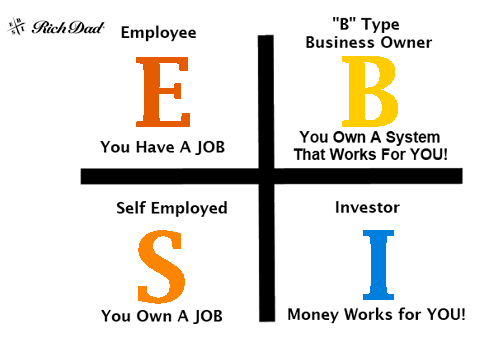 E B
S I
Rich Dad
Employee
E
You Have A JOB
"B" Type
Business Owner
B
You Own A System
That Works For YOU!
Self Employed
S
You Own A JOB
Investor
I
Money Works for YOU!